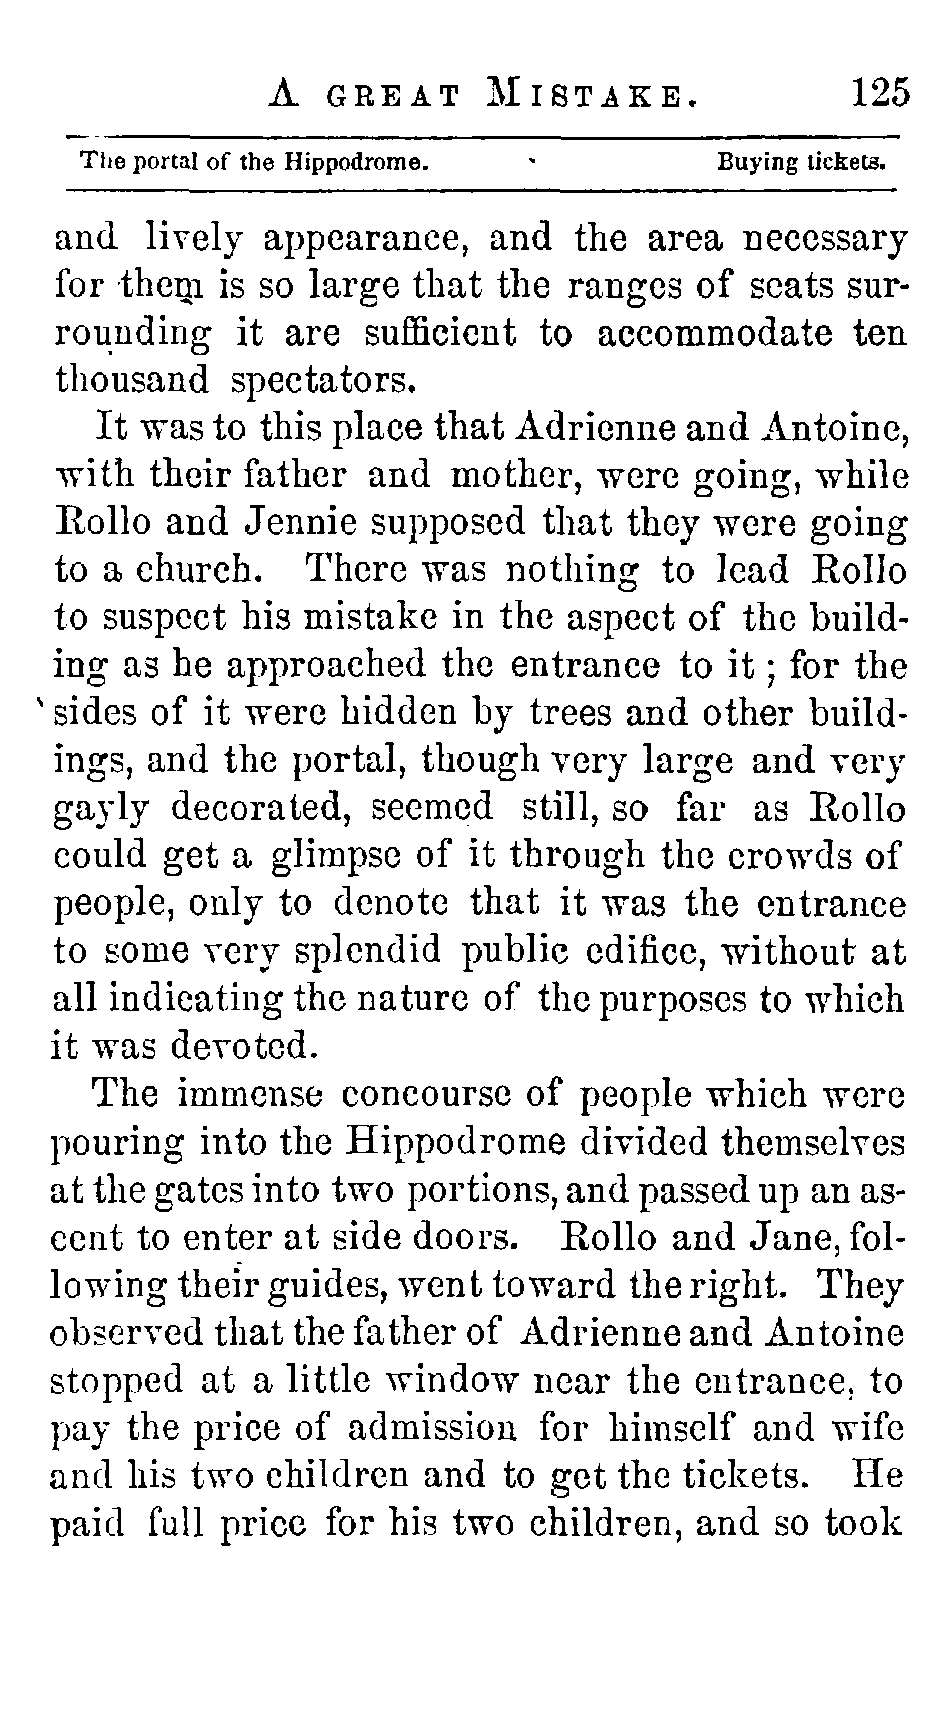 A GREAT MISTAKE. 125
The portal of the Hippodrome. Buying tickets.
and lively appearance, and the area necessary
for them is so large that the ranges of seats sur-
rounding it are sufficient to accommodate ten
thousand spectators.
It was to this place that Adrienne and Antoine,
with their father and mother, were going, while
Rollo and Jennie supposed that they were going
to a church. There was nothing to lead Rollo
to suspect his mistake in the aspect of the build-
ing as he approached the entrance to it; for the
sides of it were hidden by trees and other build-
ings, and the portal, though very large and very
gayly decorated, seemed still, so far as Rollo
could get a glimpse of it through the crowds of
people, only to denote that it was the entrance
to some very splendid public edifice, without at
all indicating the nature of the purposes to which
it was devoted.
The immense concourse of people which were
pouring into the Hippodrome divided themselves
at the gates into two portions, and passed up an as-
cent to enter at side doors. Rollo and Jane, fol-
lowing their guides, went toward the right. They
observed that the father of Adrienne and Antoine
stopped at a little window near the entrance, to
pay the price of admission for himself and wife
and his two children and to get the tickets. He
paid full price for his two children, and so took